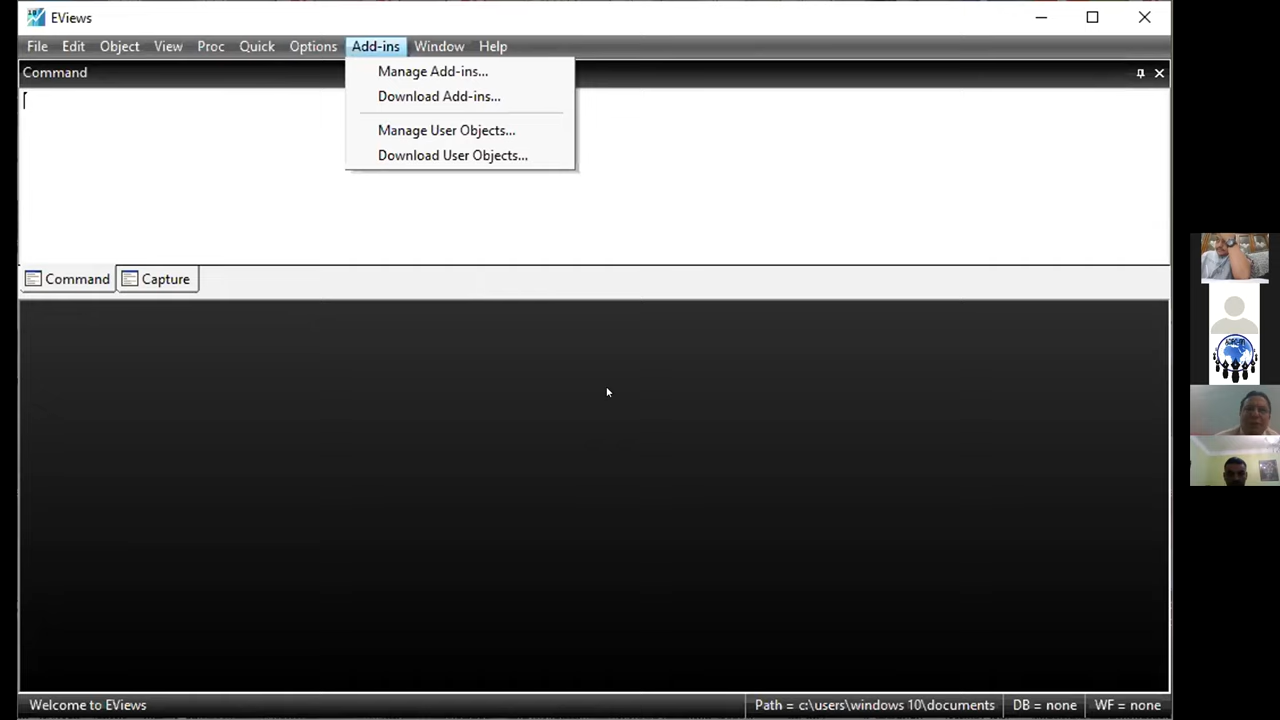 EViews
File Edit Object View Proc Quick Options Add-ins Window Help
Command
Manage Add-ins...
Download Add-ins...
Manage User Objects...
Download User Objects...
Command Capture
Welcome to EViews Path = c:\users\windows 10\documents DB = none WF = none